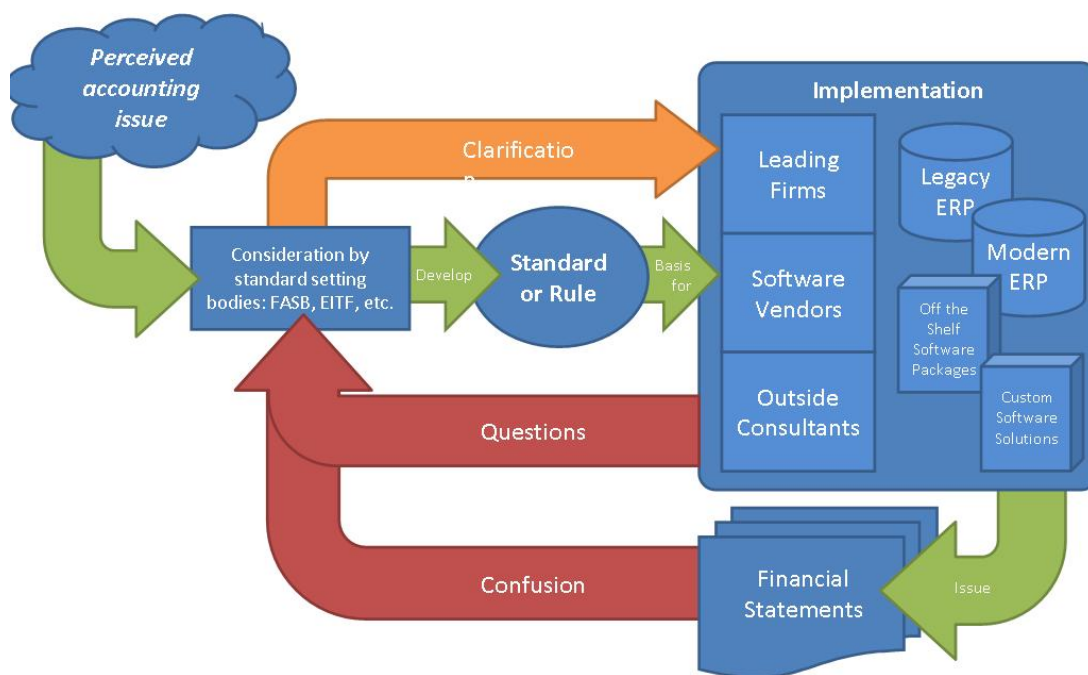 Perceived
accounting
issue
Implementation
Clarificatio
n
Leading
Firms
Legacy
ERP
Consideration by
standard setting
bodies: FASB, EITF, etc.
Develop
Standard
or Rule
Basis
for
Software
Vendors
Modern
ERP
Off the
Shelf
Software
Packages
Outside
Consultants
Custom
Software
Solutions
Questions
Confusion
Financial
Statements
Issue